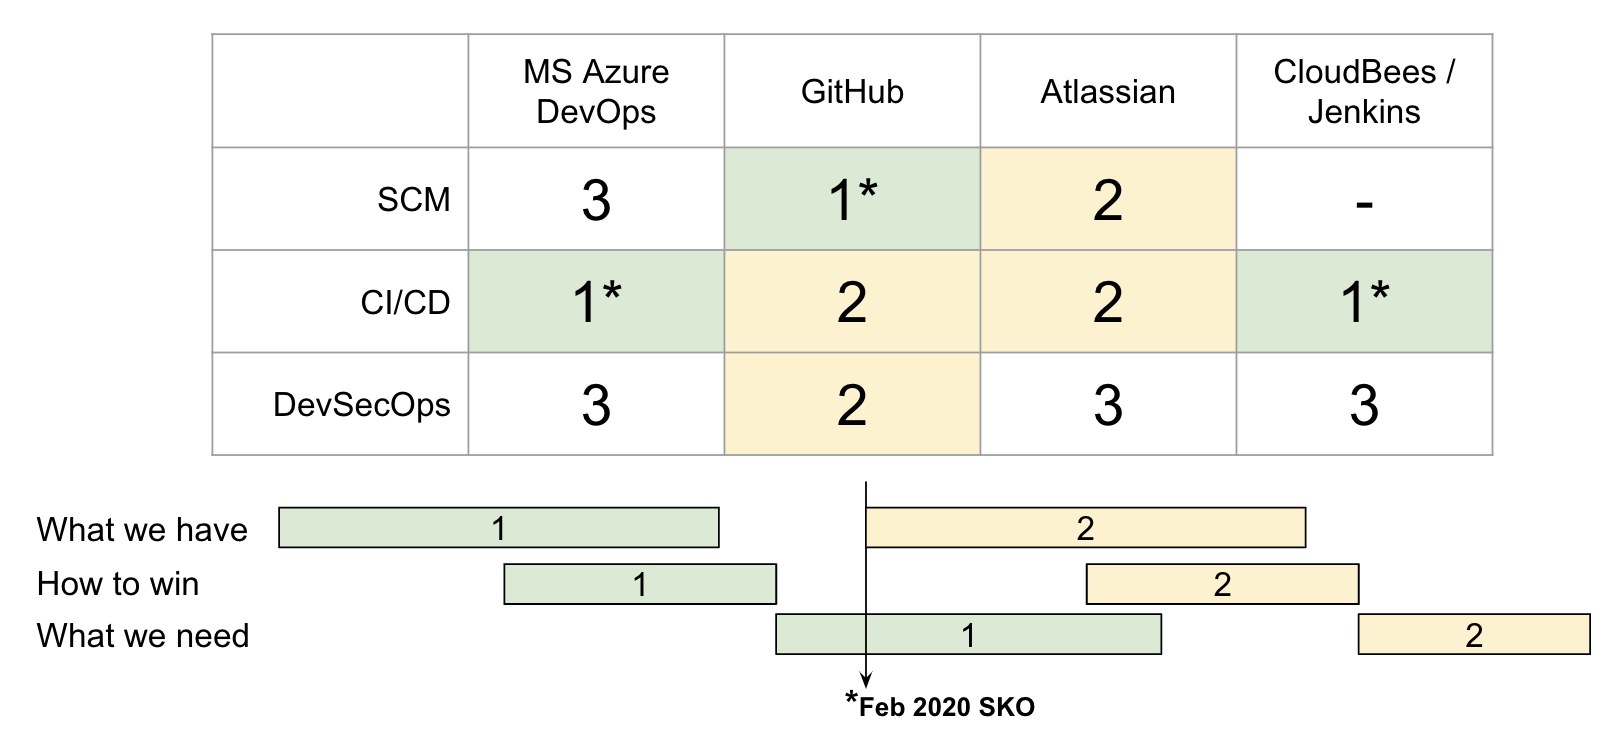 MS Azure
DevOps
GitHub
Atlassian
CloudBees /
Jenkins
SCM 3 1* 2 -
CI/CD 1* 2 2 1*
DevSecOps 3 2 3 3
What we have 1 2
How to win 1 2
What we need 1 2
*Feb 2020 SKO